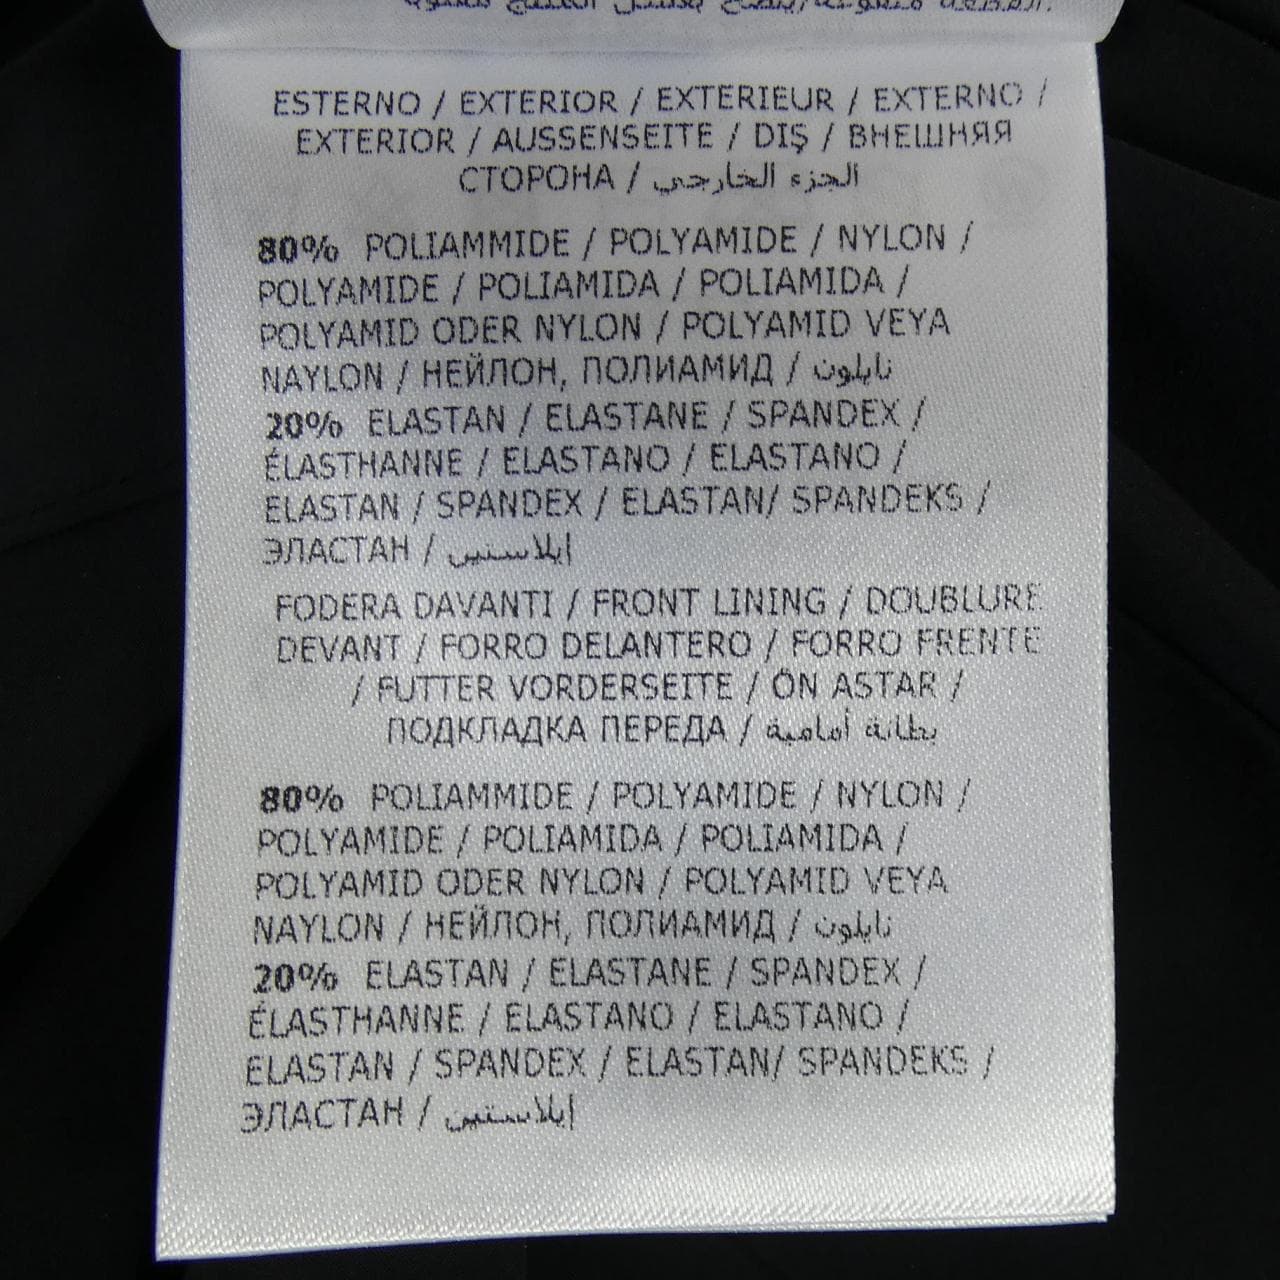 ESTERNO / EXTERIOR / EXTERIEUR / EXTERNO /
EXTERIOR / AUSSENSEITE / DIŞ / ВНЕШНЯЯ
СТОРОНА / الجزء الخارجي
80% POLIAMMIDE / POLYAMIDE / NYLON /
POLYAMIDE / POLIAMIDA / POLIAMIDA /
POLYAMID ODER NYLON / POLYAMID VEYA
NAYLON / НЕЙЛОН, ПОЛИАМИД / نايلون
20% ELASTAN / ELASTANE / SPANDEX /
ÉLASTHANNE / ELASTANO / ELASTANO /
ELASTAN / SPANDEX / ELASTAN/ SPANDEKS /
ЭЛАСТАН / إيلاستين
FODERA DAVANTI / FRONT LINING / DOUBLURE
DEVANT / FORRO DELANTERO / FORRO FRENTE
/ FUTTER VORDERSEITE / ÖN ASTAR /
ПОДКЛАДКА ПЕРЕДА / بطانة أمامية
80% POLIAMMIDE / POLYAMIDE / NYLON /
POLYAMIDE / POLIAMIDA / POLIAMIDA /
POLYAMID ODER NYLON / POLYAMID VEYA
NAYLON / НЕЙЛОН, ПОЛИАМИД / نايلون
20% ELASTAN / ELASTANE / SPANDEX /
ÉLASTHANNE / ELASTANO / ELASTANO /
ELASTAN / SPANDEX / ELASTAN/ SPANDEKS /
ЭЛАСТАН / إيلاستين